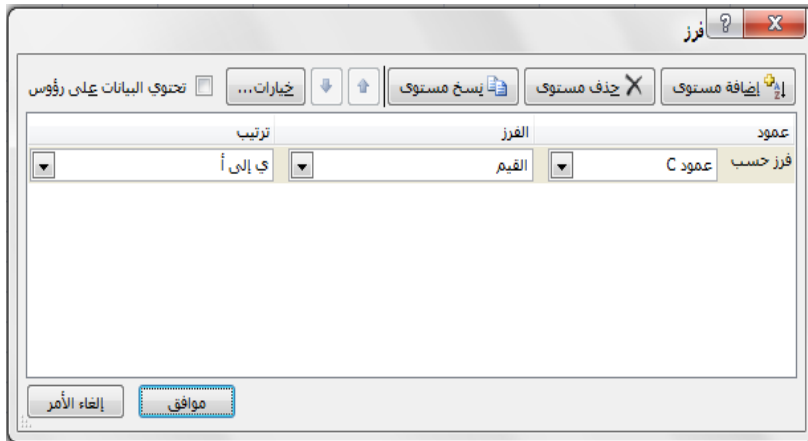 فرز
إضافة مستوى حذف مستوى نسخ مستوى خيارات... تحتوي البيانات على رؤوس
عمود الفرز ترتيب
فرز حسب عمود C القيم ي إلى أ
موافق إلغاء الأمر